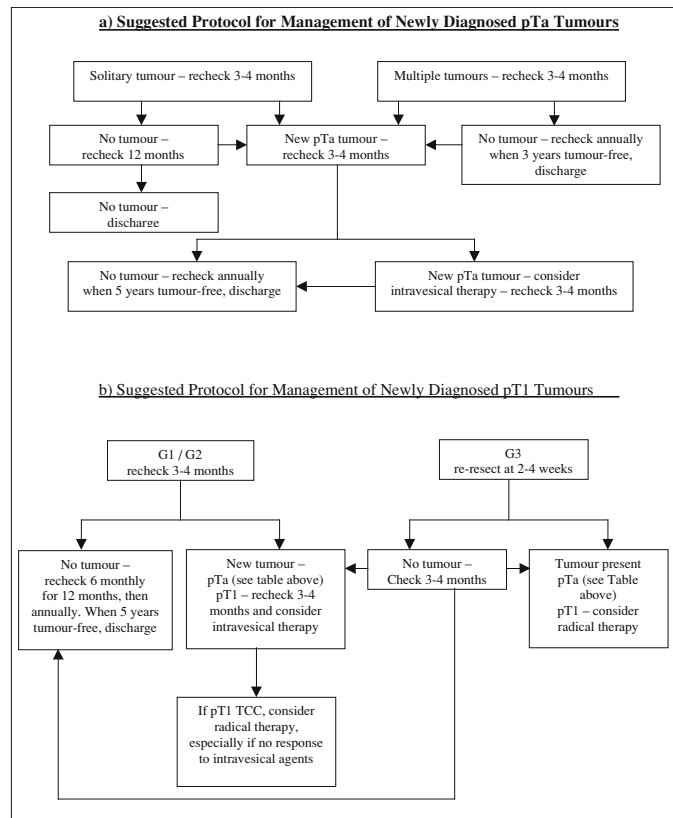 a) Suggested Protocol for Management of Newly Diagnosed pTa Tumours
Solitary tumour – recheck 3-4 months
Multiple tumours – recheck 3-4 months
No tumour –
recheck 12 months
New pTa tumour –
recheck 3-4 months
No tumour – recheck annually
when 3 years tumour-free,
discharge
No tumour –
discharge
No tumour – recheck annually
when 5 years tumour-free, discharge
New pTa tumour – consider
intravesical therapy – recheck 3-4 months
b) Suggested Protocol for Management of Newly Diagnosed pT1 Tumours
G1 / G2
recheck 3-4 months
G3
re-resect at 2-4 weeks
No tumour –
recheck 6 monthly
for 12 months, then
annually. When 5 years
tumour-free, discharge
New tumour –
pTa (see table above)
pT1 – recheck 3-4
months and consider
intravesical therapy
No tumour –
Check 3-4 months
Tumour present
pTa (see Table
above)
pT1 – consider
radical therapy
If pT1 TCC, consider
radical therapy,
especially if no response
to intravesical agents